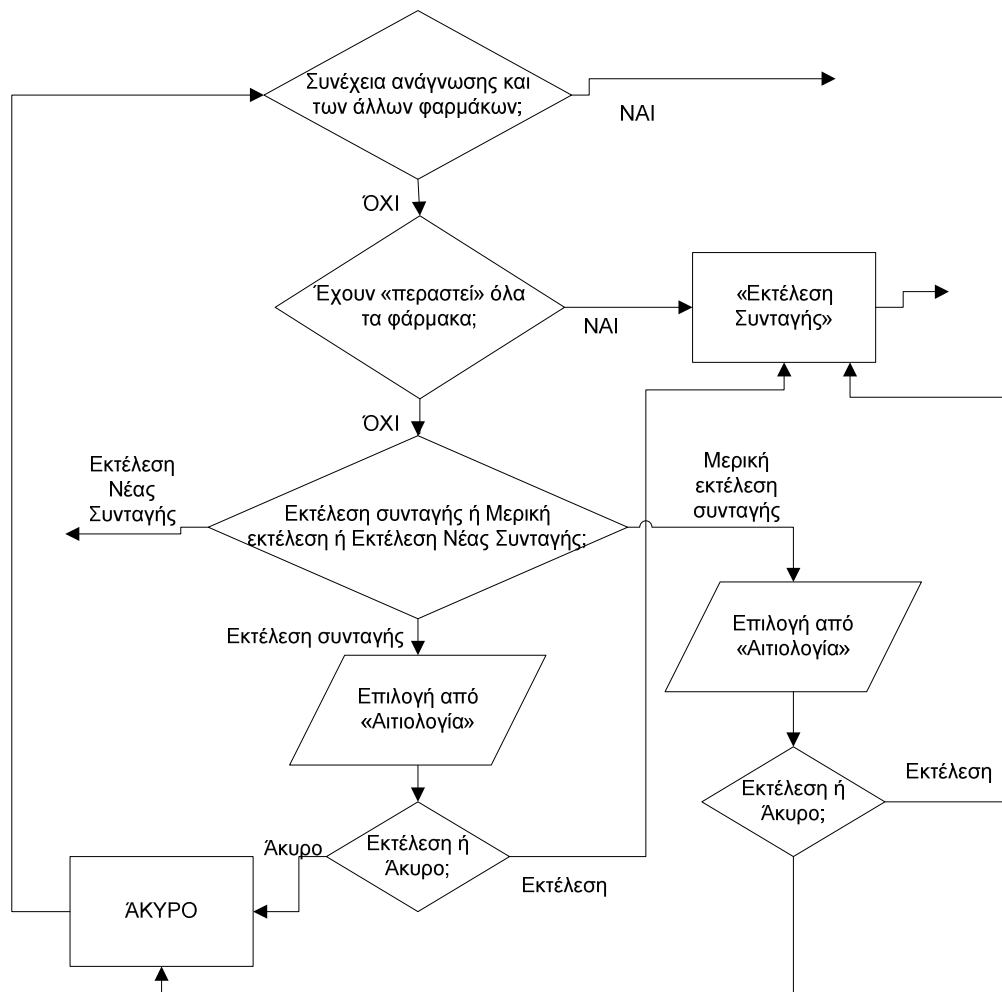 Συνέχεια ανάγνωσης και
των άλλων φαρμάκων;
ΝΑΙ
ΌΧΙ
Έχουν «περαστεί» όλα
τα φάρμακα;
ΝΑΙ
«Εκτέλεση
Συνταγής»
ΌΧΙ
Εκτέλεση
Νέας
Συνταγής
Μερική
εκτέλεση
συνταγής
Εκτέλεση συνταγής ή Μερική
εκτέλεση ή Εκτέλεση Νέας Συνταγής;
Εκτέλεση συνταγής
Επιλογή από
«Αιτιολογία»
Επιλογή από
«Αιτιολογία»
Εκτέλεση ή
Άκυρο;
Εκτέλεση
Άκυρο
Εκτέλεση ή
Άκυρο;
Εκτέλεση
ΆΚΥΡΟ